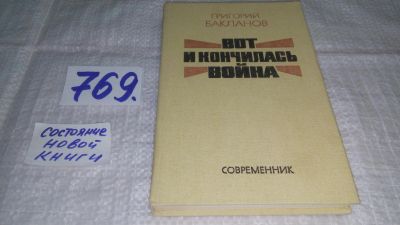 769.
СОСТОЯНИЕ
НОВОЙ
КНИГИ
ГРИГОРИЙ
БАКЛАНОВ
ВОТ
И КОНЧИЛАСЬ
ВОЙНА
СОВРЕМЕННИК